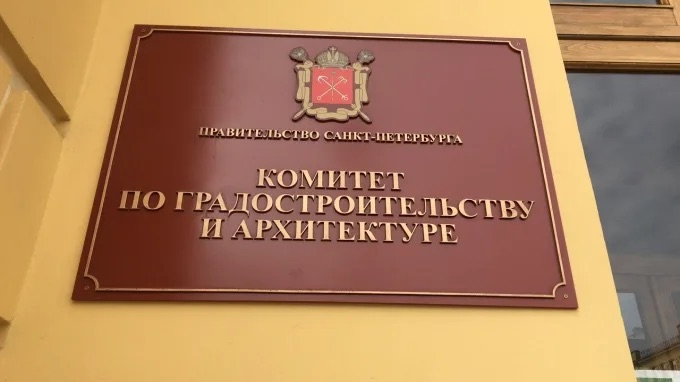 ПРАВИТЕЛЬСТВО САНКТ-ПЕТЕРБУРГА
КОМИТЕТ
ПО ГРАДОСТРОИТЕЛЬСТВУ
И АРХИТЕКТУРЕ